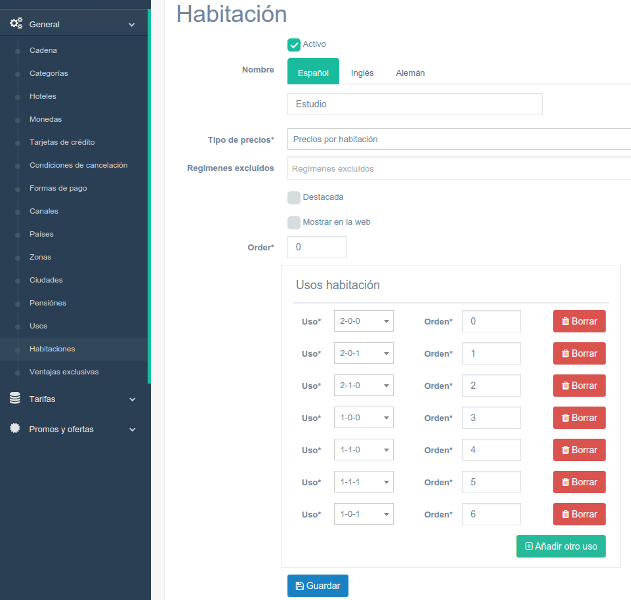 General
Cadena
Categorías
Hoteles
Monedas
Tarjetas de crédito
Condiciones de cancelación
Formas de pago
Canales
Países
Zonas
Ciudades
Pensiónes
Usos
Habitaciones
Ventajas exclusivas
Tarifas
Promos y ofertas
Habitación
Activo
Nombre Español Inglés Alemán
Estudio
Tipo de precios* Precios por habitación
Regímenes excluídos Regímenes excluídos
Destacada
Mostrar en la web
Order* 0
Usos habitación
Uso* 2-0-0 Orden* 0 Borrar
Uso* 2-0-1 Orden* 1 Borrar
Uso* 2-1-0 Orden* 2 Borrar
Uso* 1-0-0 Orden* 3 Borrar
Uso* 1-1-0 Orden* 4 Borrar
Uso* 1-1-1 Orden* 5 Borrar
Uso* 1-0-1 Orden* 6 Borrar
Añadir otro uso
Guardar